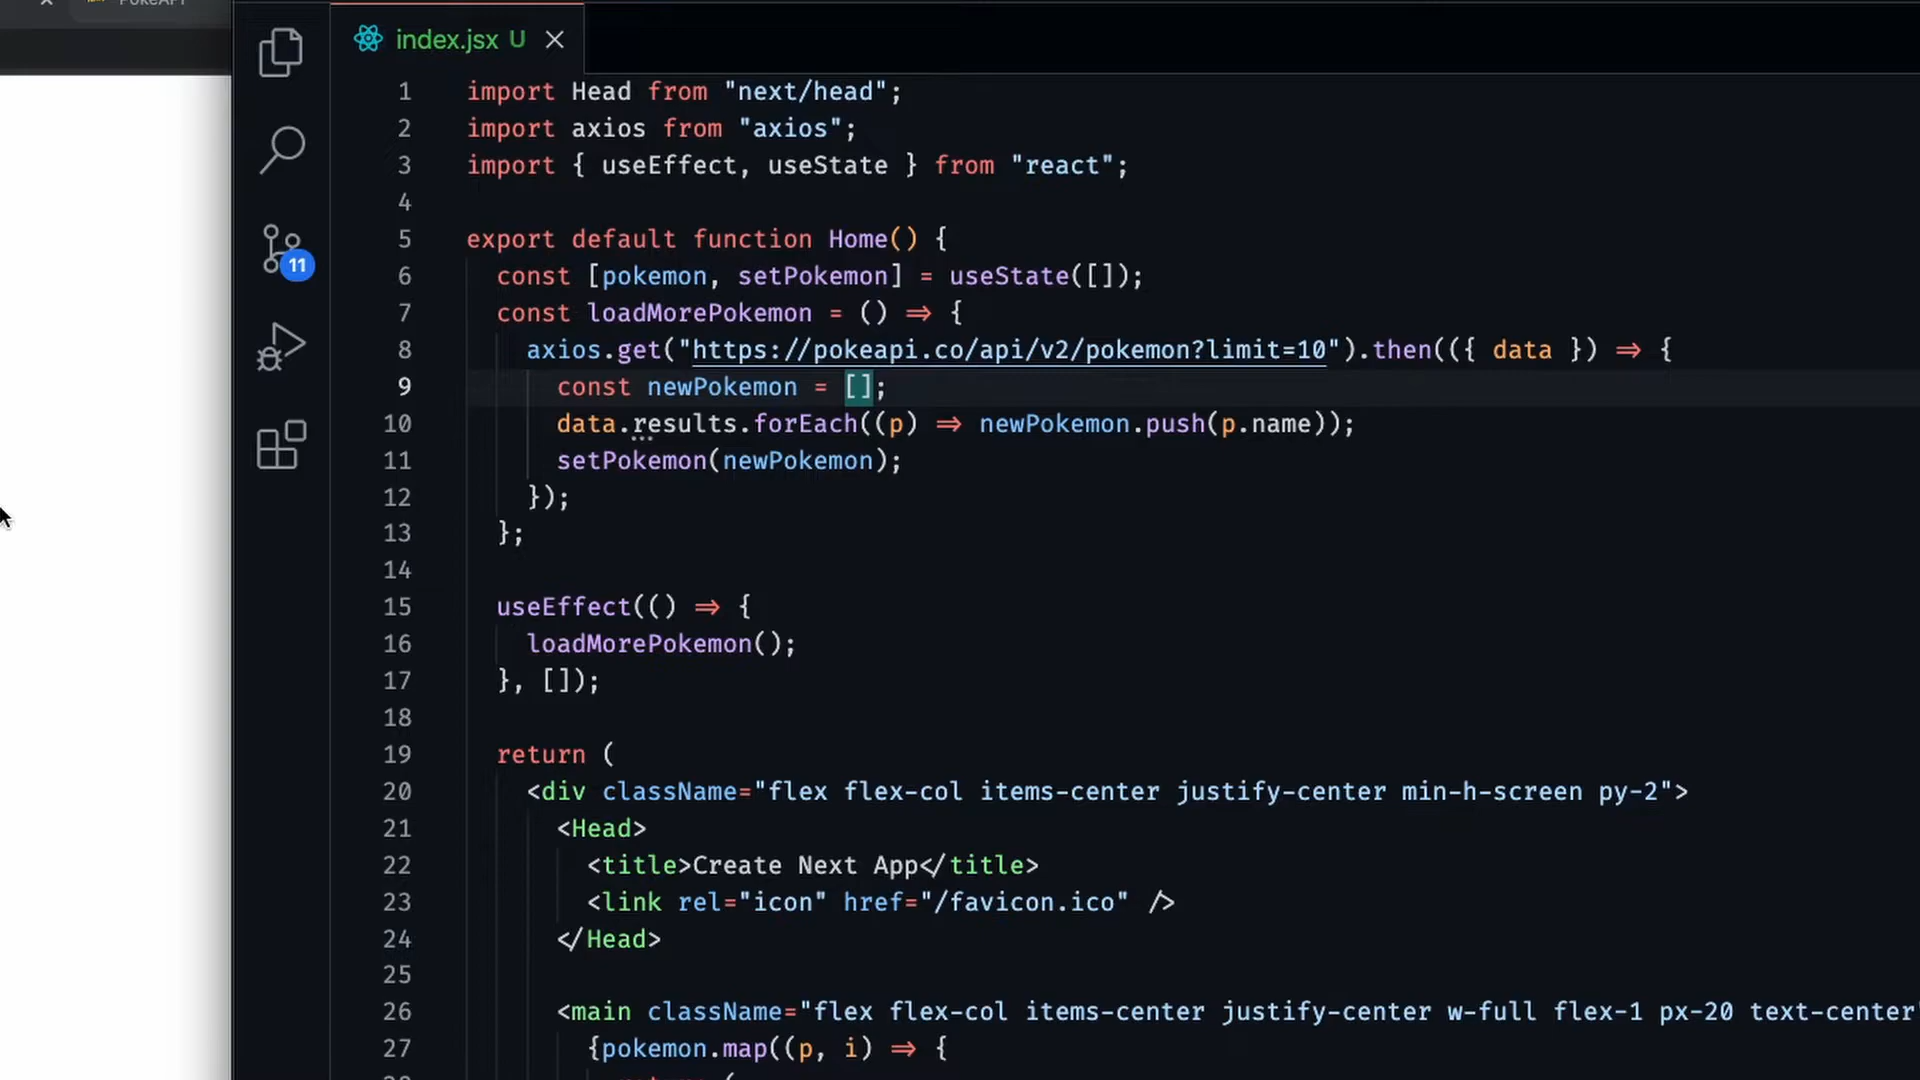 PokéAPI
index.jsx U
11
1 import Head from "next/head";
2 import axios from "axios";
3 import { useEffect, useState } from "react";
4
5 export default function Home() {
6 const [pokemon, setPokemon] = useState([]);
7 const loadMorePokemon = () => {
8 axios.get("https://pokeapi.co/api/v2/pokemon?limit=10").then(({ data }) => {
9 const newPokemon = [];
10 data.results.forEach((p) => newPokemon.push(p.name));
11 setPokemon(newPokemon);
12 });
13 };
14
15 useEffect(() => {
16 loadMorePokemon();
17 }, []);
18
19 return (
20 <div className="flex flex-col items-center justify-center min-h-screen py-2">
21 <Head>
22 <title>Create Next App</title>
23 <link rel="icon" href="/favicon.ico" />
24 </Head>
25
26 <main className="flex flex-col items-center justify-center w-full flex-1 px-20 text-center"
27 {pokemon.map((p, i) => {